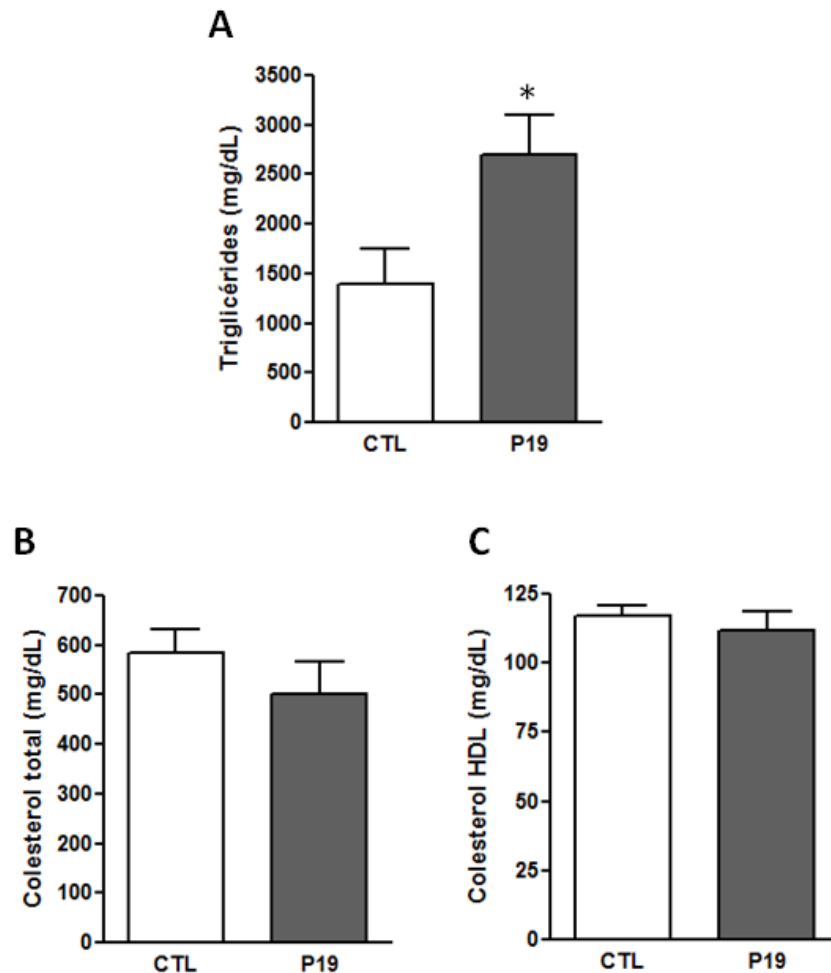 A
Triglicérides (mg/dL)
3500
3000
2500
2000
1500
1000
500
0
*
CTL P19
B
Colesterol total (mg/dL)
700
600
500
400
300
200
100
0
CTL P19
C
Colesterol HDL (mg/dL)
125
100
75
50
25
0
CTL P19